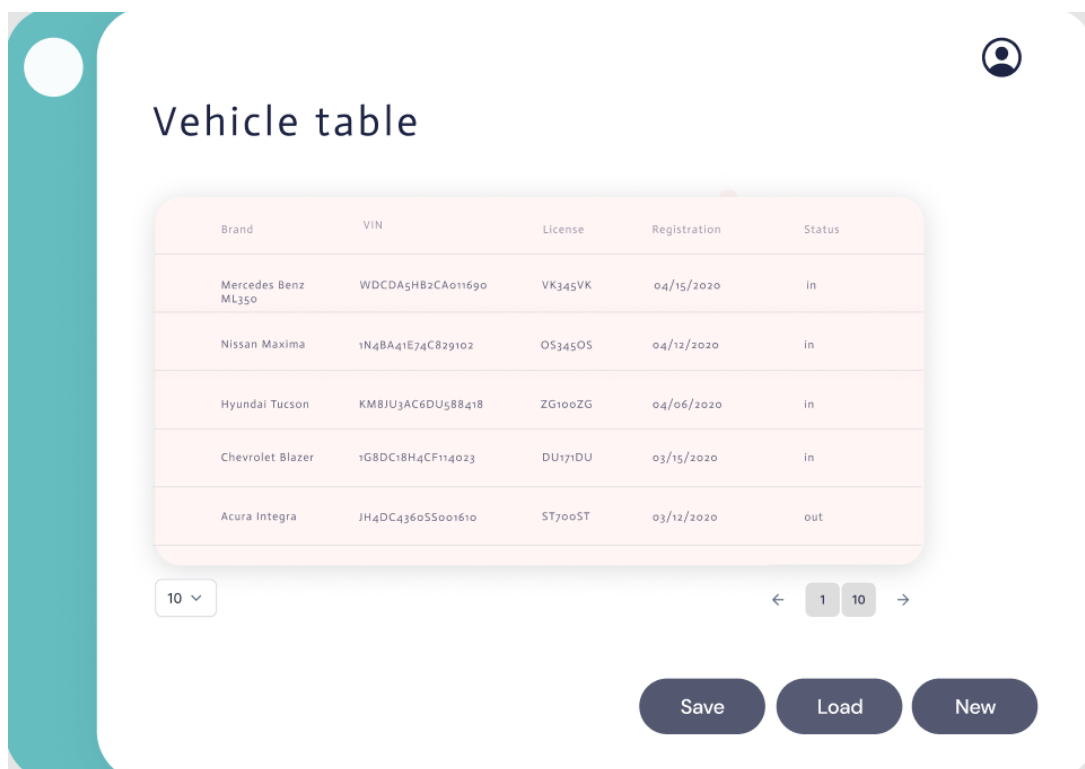 Vehicle table
Brand VIN License Registration Status
Mercedes Benz WDCDA5HB2CA011690 VK345VK 04/15/2020 in
ML350
Nissan Maxima 1N4BA41E74C829102 OS345OS 04/12/2020 in
Hyundai Tucson KM8JU3AC6DU588418 ZG100ZG 04/06/2020 in
Chevrolet Blazer 1G8DC18H4CF114023 DU171DU 03/15/2020 in
Acura Integra JH4DC4360SS001610 ST700ST 03/12/2020 out
10 1 10
Save Load New